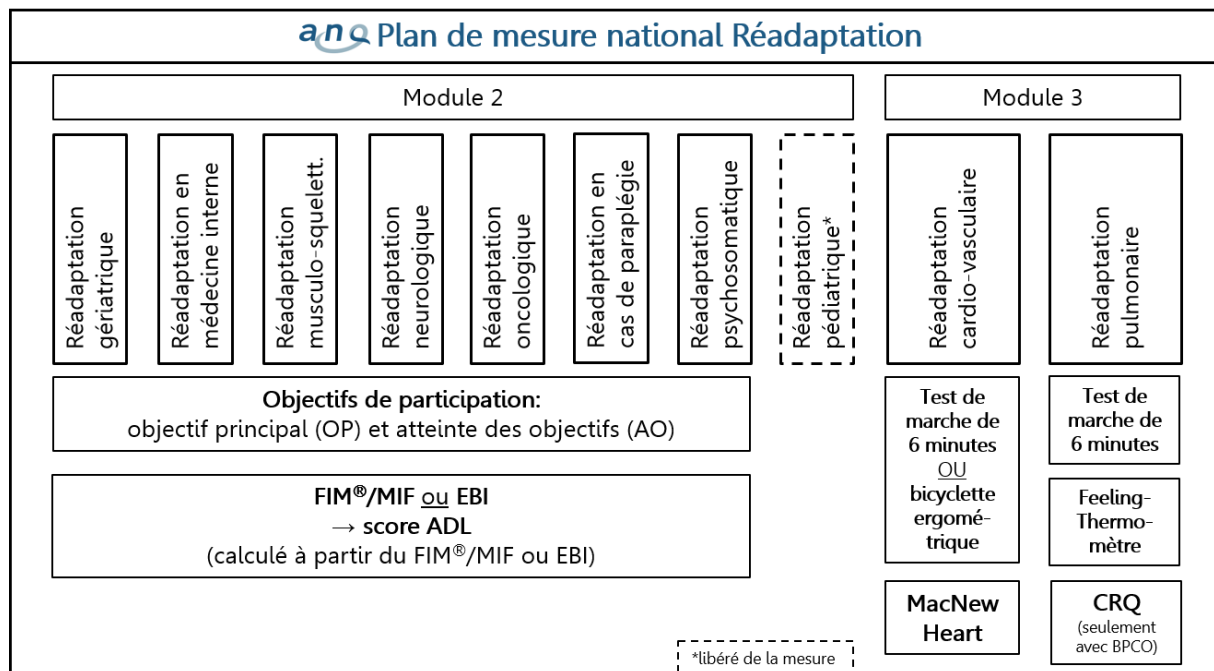 anq Plan de mesure national Réadaptation
Module 2
Module 3
Réadaptation
gériatrique
Réadaptation en
médecine interne
Réadaptation
musculo-squelett.
Réadaptation
neurologique
Réadaptation
oncologique
Réadaptation en
cas de paraplégie
Réadaptation
psychosomatique
Réadaptation
pédiatrique*
Réadaptation
cardio-vasculaire
Réadaptation
pulmonaire
Objectifs de participation:
objectif principal (OP) et atteinte des objectifs (AO)
FIM®/MIF ou EBI
→ score ADL
(calculé à partir du FIM®/MIF ou EBI)
Test de
marche de
6 minutes
OU
bicyclette
ergomé-
trique
MacNew
Heart
Test de
marche de
6 minutes
Feeling-
Thermo-
mètre
CRQ
(seulement
avec BPCO)
*libéré de la mesure